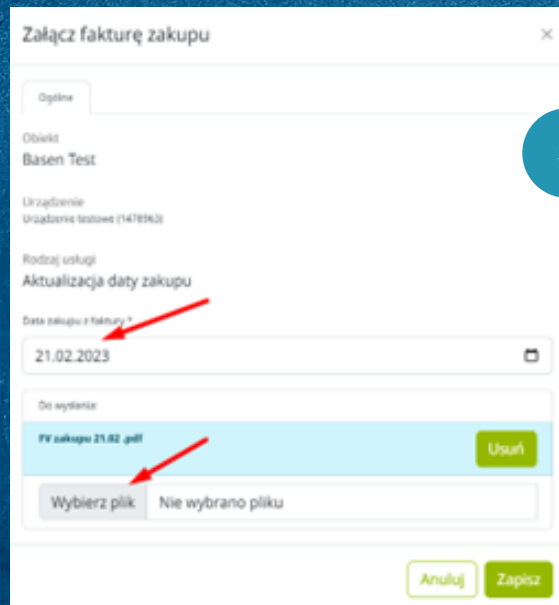 Załącz fakturę zakupu
Ogólne
Obiekt
Basen Test
Urządzenie
Urządzenie testowe (1478963)
Rodzaj usługi
Aktualizacja daty zakupu
Data zakupu z faktury *
21.02.2023
Do wysłania:
FV zakupu 21.02 .pdf
Usuń
Wybierz plik Nie wybrano pliku
Anuluj Zapisz